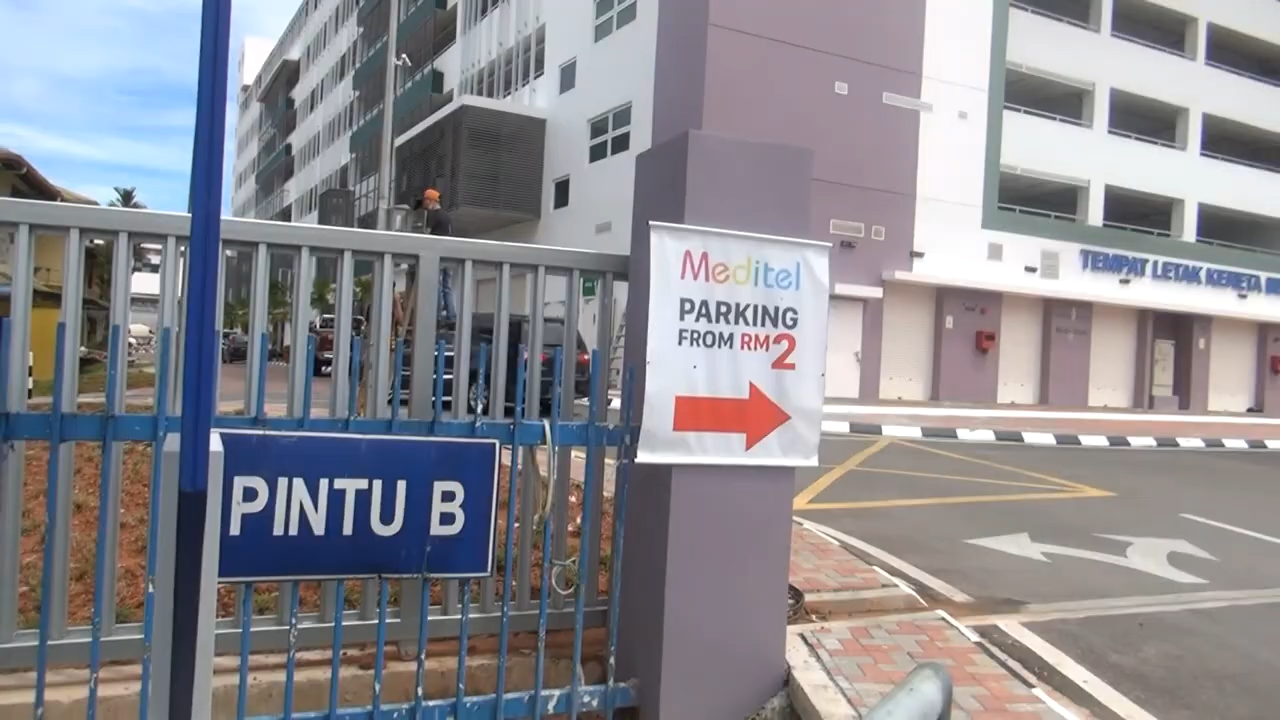 Meditel
PARKING
FROM RM2
PINTU B
TEMPAT LETAK KERETA